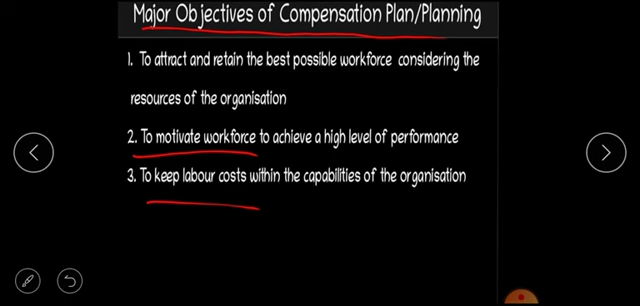 Major Objectives of Compensation Plan/Planning
1. To attract and retain the best possible workforce considering the
resources of the organisation
2. To motivate workforce to achieve a high level of performance
3. To keep labour costs within the capabilities of the organisation